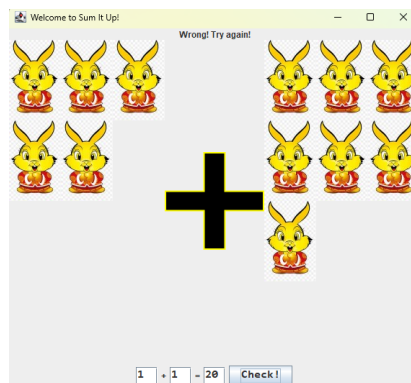 Welcome to Sum It Up!
Wrong! Try again!
1 + 1 = 20 Check!